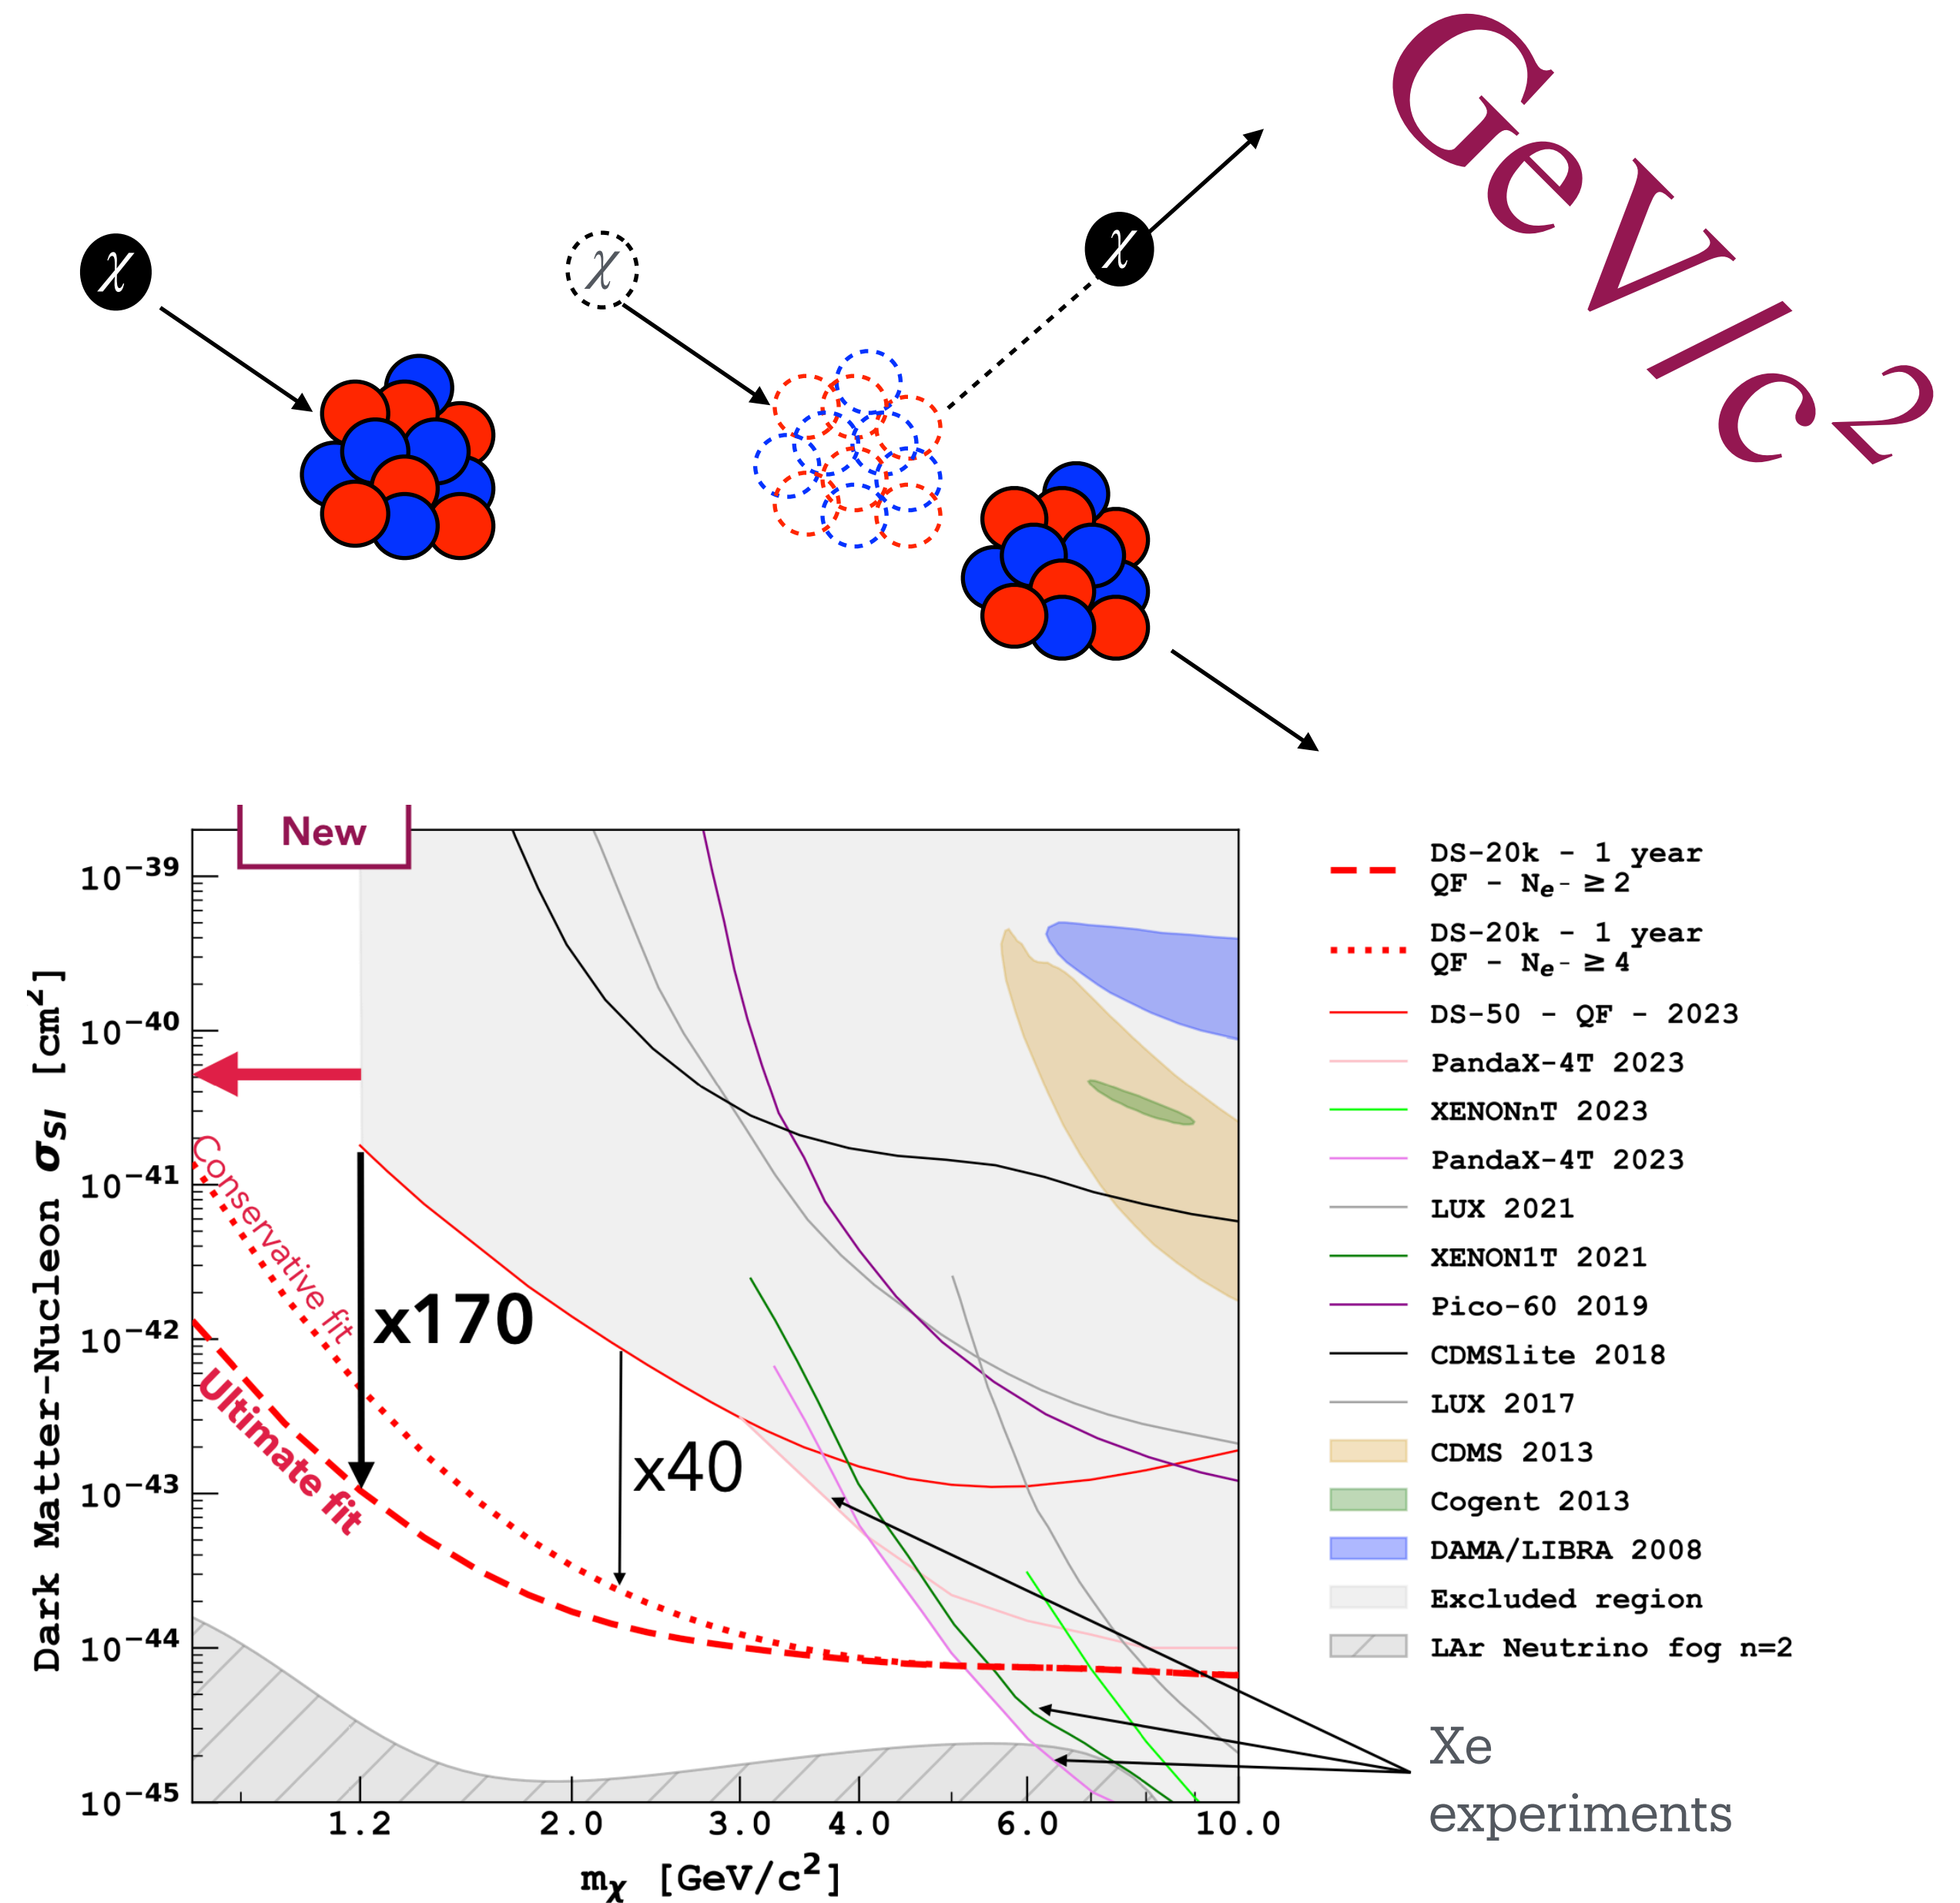 GeV/c²
χ
χ
χ
New
10⁻³⁹
10⁻⁴⁰
10⁻⁴¹
10⁻⁴²
10⁻⁴³
10⁻⁴⁴
10⁻⁴⁵
Dark Matter-Nucleon σ_SI [cm²]
Conservative fit
Ultimate fit
x170
x40
1.2 2.0 3.0 4.0 6.0 10.0
m_χ [GeV/c²]
DS-20k - 1 year
QF - N_e⁻ ≥ 2
DS-20k - 1 year
QF - N_e⁻ ≥ 4
DS-50 - QF - 2023
PandaX-4T 2023
XENONnT 2023
PandaX-4T 2023
LUX 2021
XENON1T 2021
Pico-60 2019
CDMSlite 2018
LUX 2017
CDMS 2013
Cogent 2013
DAMA/LIBRA 2008
Excluded region
LAr Neutrino fog n=2
Xe
experiments